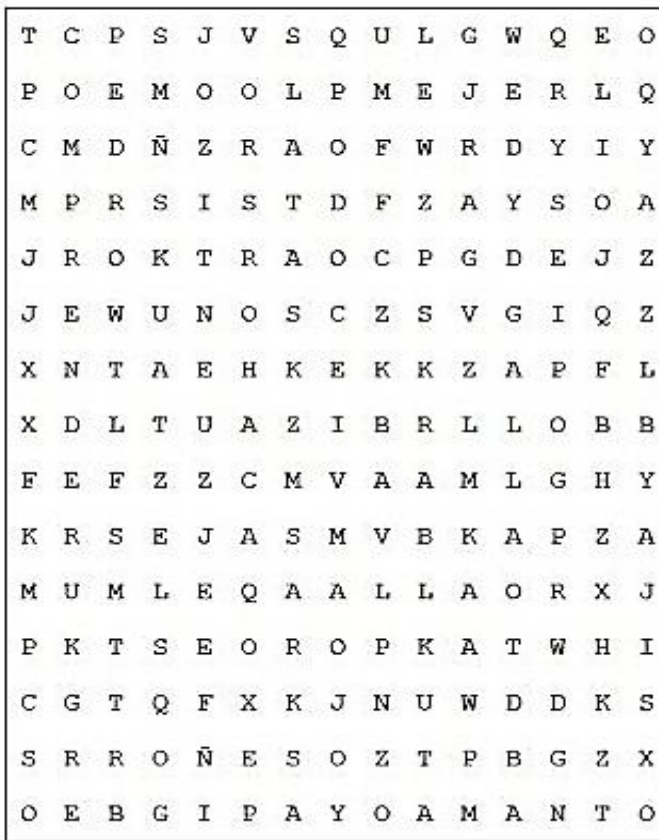 T C P S J V S Q U L G W Q E O
P O E M O O L P M E J E R L Q
C M D Ñ Z R A O F W R D Y I Y
M P R S I S T D F Z A Y S O A
J R O K T R A O C P G D E J Z
J E W U N O S C Z S V G I Q Z
X N T A E H K E K K Z A P F L
X D L T U A Z I B R L L O B B
F E F Z Z C M V A A M L G H Y
K R S E J A S M V B K A P Z A
M U M L E Q A A L L A O R X J
P K T S E O R O P K A T W H I
C G T Q F X K J N U W D D K S
S R R O Ñ E S O Z T P B G Z X
O E B G I P A Y O A M A N T O